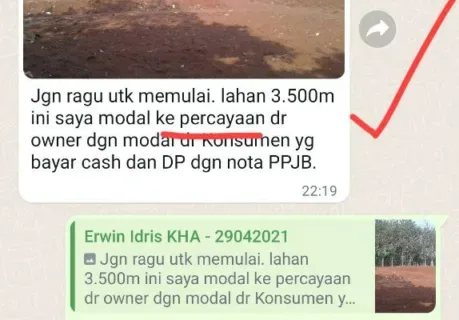 Jgn ragu utk memulai. lahan 3.500m
ini saya modal ke percayaan dr
owner dgn modal dr Konsumen yg
bayar cash dan DP dgn nota PPJB.
22:19
Erwin Idris KHA - 29042021
Jgn ragu utk memulai. lahan
3.500m ini saya modal ke percayaan
dr owner dgn modal dr Konsumen y...